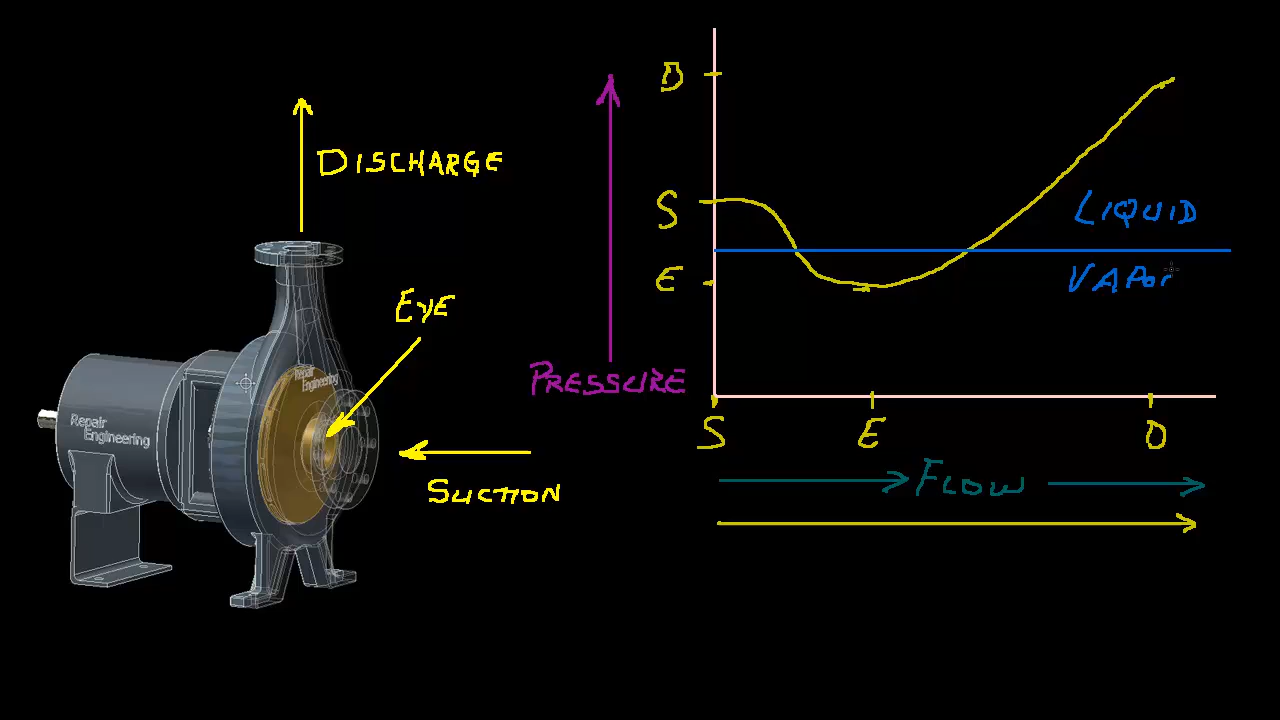 DISCHARGE
EYE
SUCTION
Repair
Engineering
Repair
Engineering
PRESSURE
D
S
E
LIQUID
VAPor
S E D
FLOW